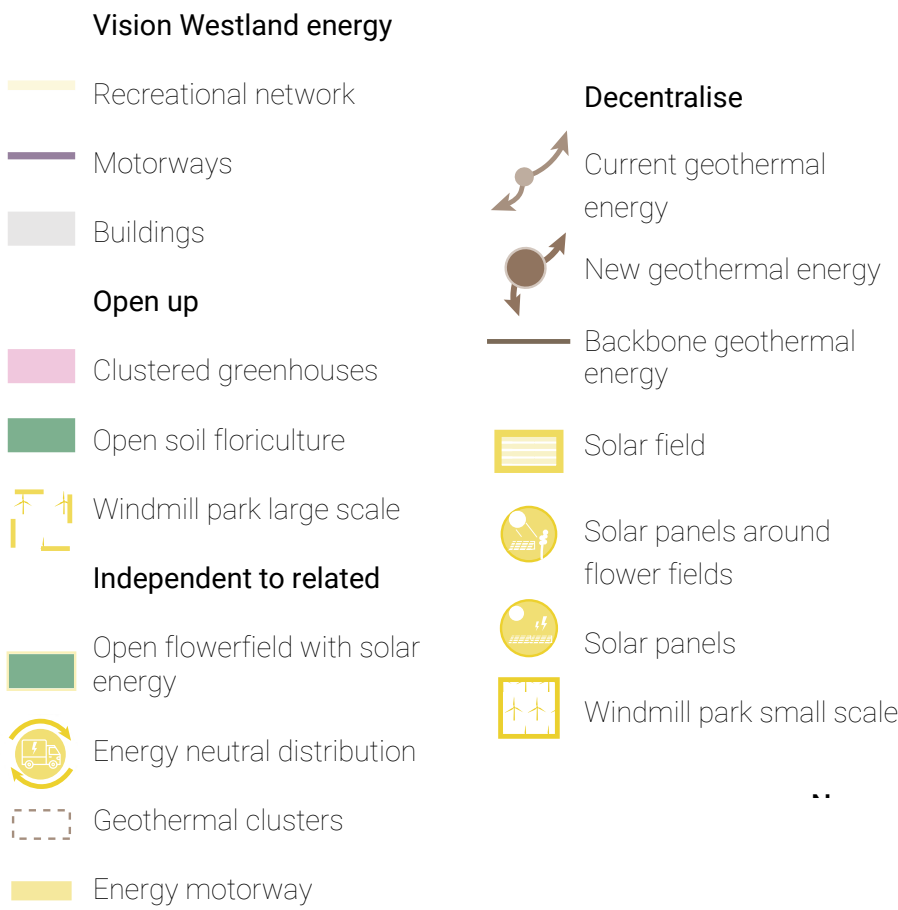 Vision Westland energy
Recreational network
Motorways
Buildings
Open up
Clustered greenhouses
Open soil floriculture
Windmill park large scale
Independent to related
Open flowerfield with solar
energy
Energy neutral distribution
Geothermal clusters
Energy motorway
Decentralise
Current geothermal
energy
New geothermal energy
Backbone geothermal
energy
Solar field
Solar panels around
flower fields
Solar panels
Windmill park small scale